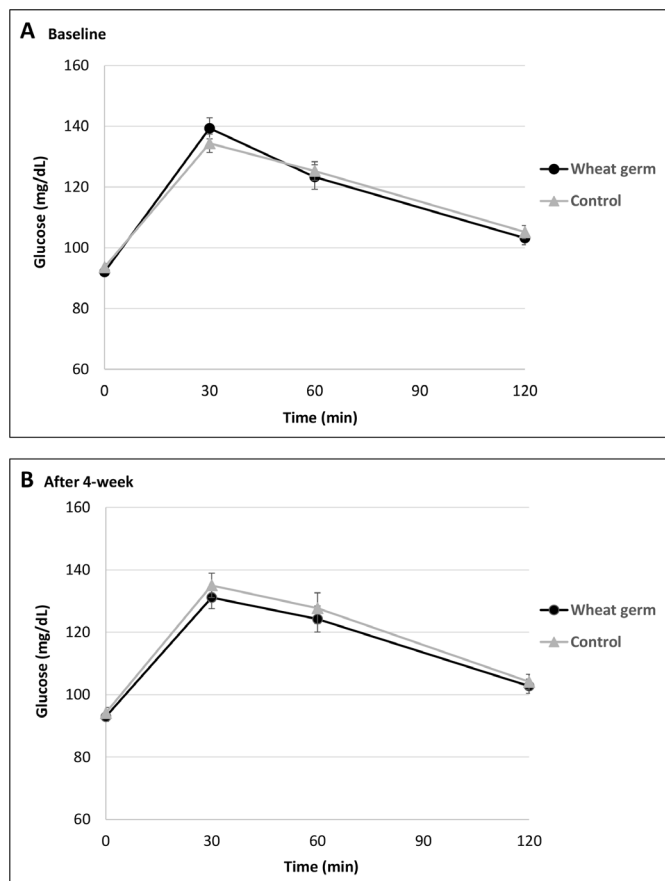 A Baseline
160
140
120
100
80
60
Glucose (mg/dL)
0 30 60 90 120
Time (min)
Wheat germ
Control
B After 4-week
160
140
120
100
80
60
Glucose (mg/dL)
0 30 60 90 120
Time (min)
Wheat germ
Control